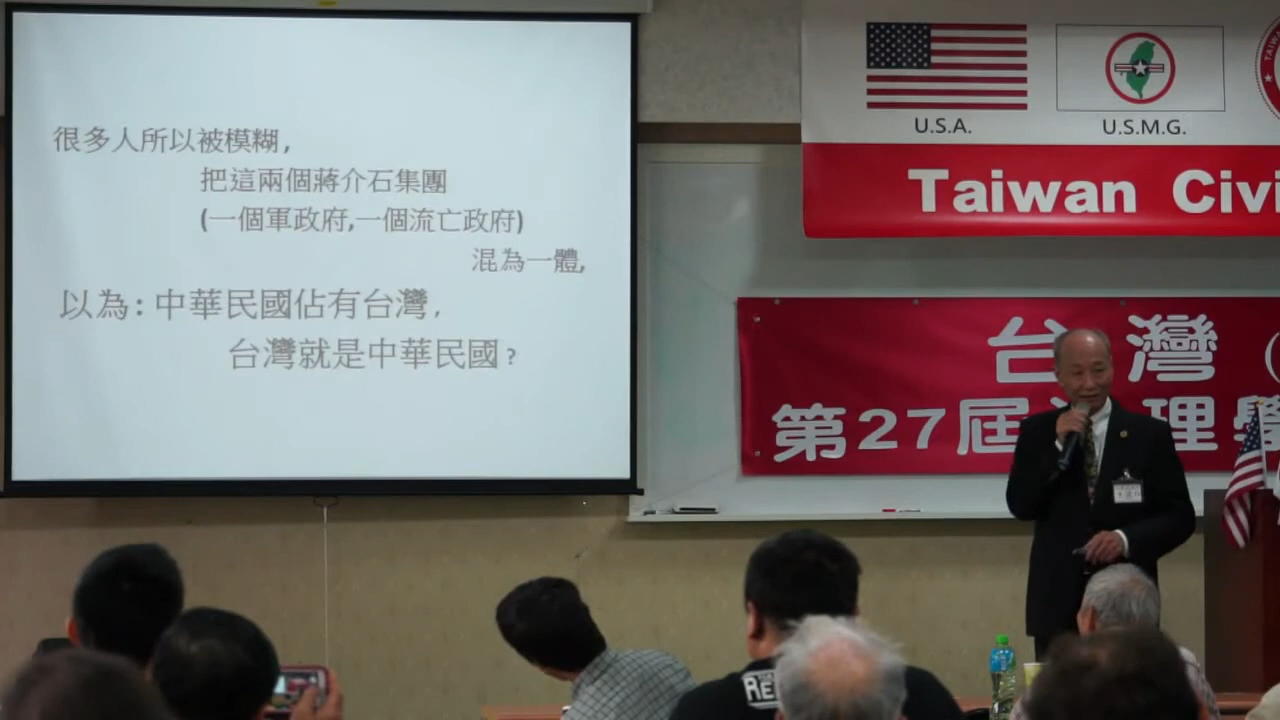 很多人所以被模糊,
把這兩個蔣介石集團
(一個軍政府,一個流亡政府)
混為一體,
以為:中華民國佔有台灣,
台灣就是中華民國?
U.S.A.
U.S.M.G.
TAIW
Taiwan Civi
台灣(
第27屆 理學
RE